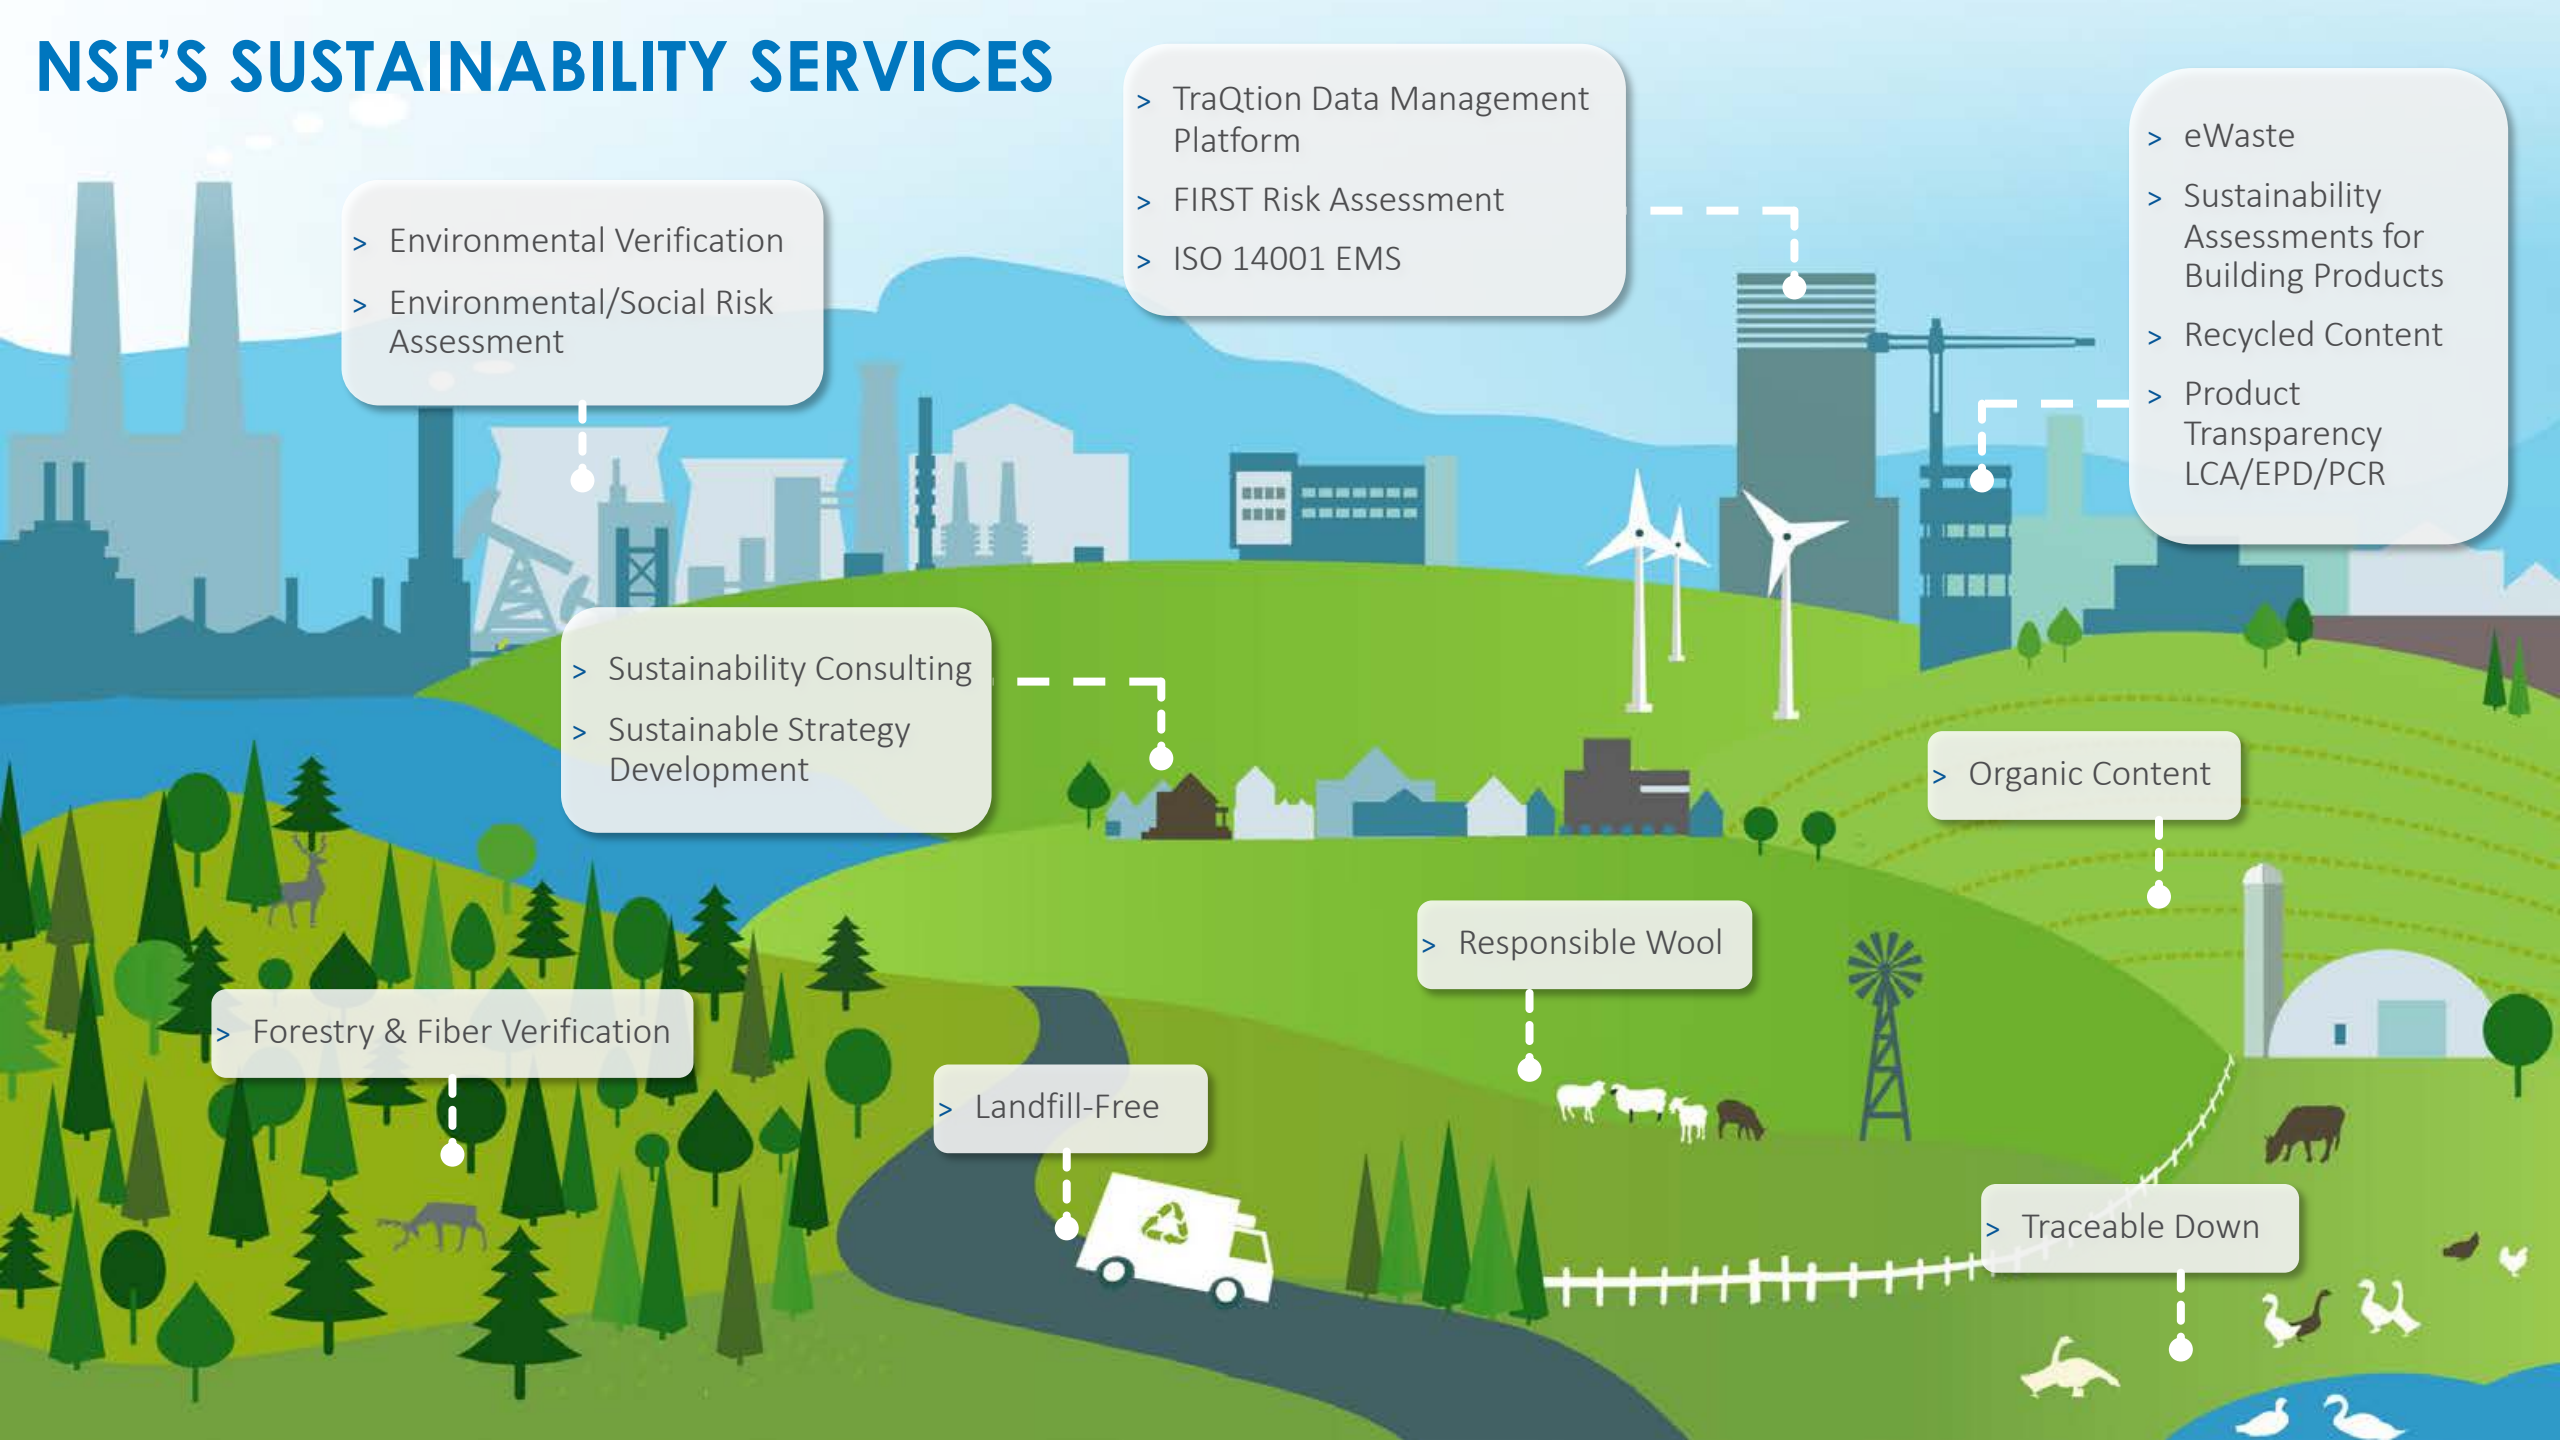 NSF’S SUSTAINABILITY SERVICES
> TraQtion Data Management
Platform
> FIRST Risk Assessment
> ISO 14001 EMS
> eWaste
> Sustainability
Assessments for
Building Products
> Recycled Content
> Product
Transparency
LCA/EPD/PCR
> Environmental Verification
> Environmental/Social Risk
Assessment
> Sustainability Consulting
> Sustainable Strategy
Development
> Organic Content
> Responsible Wool
> Forestry & Fiber Verification
> Landfill-Free
> Traceable Down